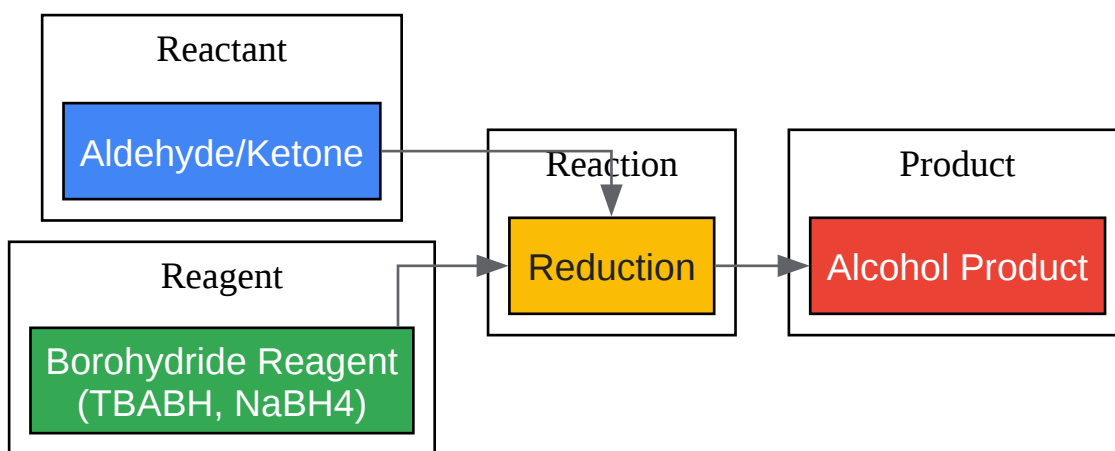 Reactant
Aldehyde/Ketone
Reagent
Borohydride Reagent
(TBABH, NaBH4)
Reaction
Reduction
Product
Alcohol Product